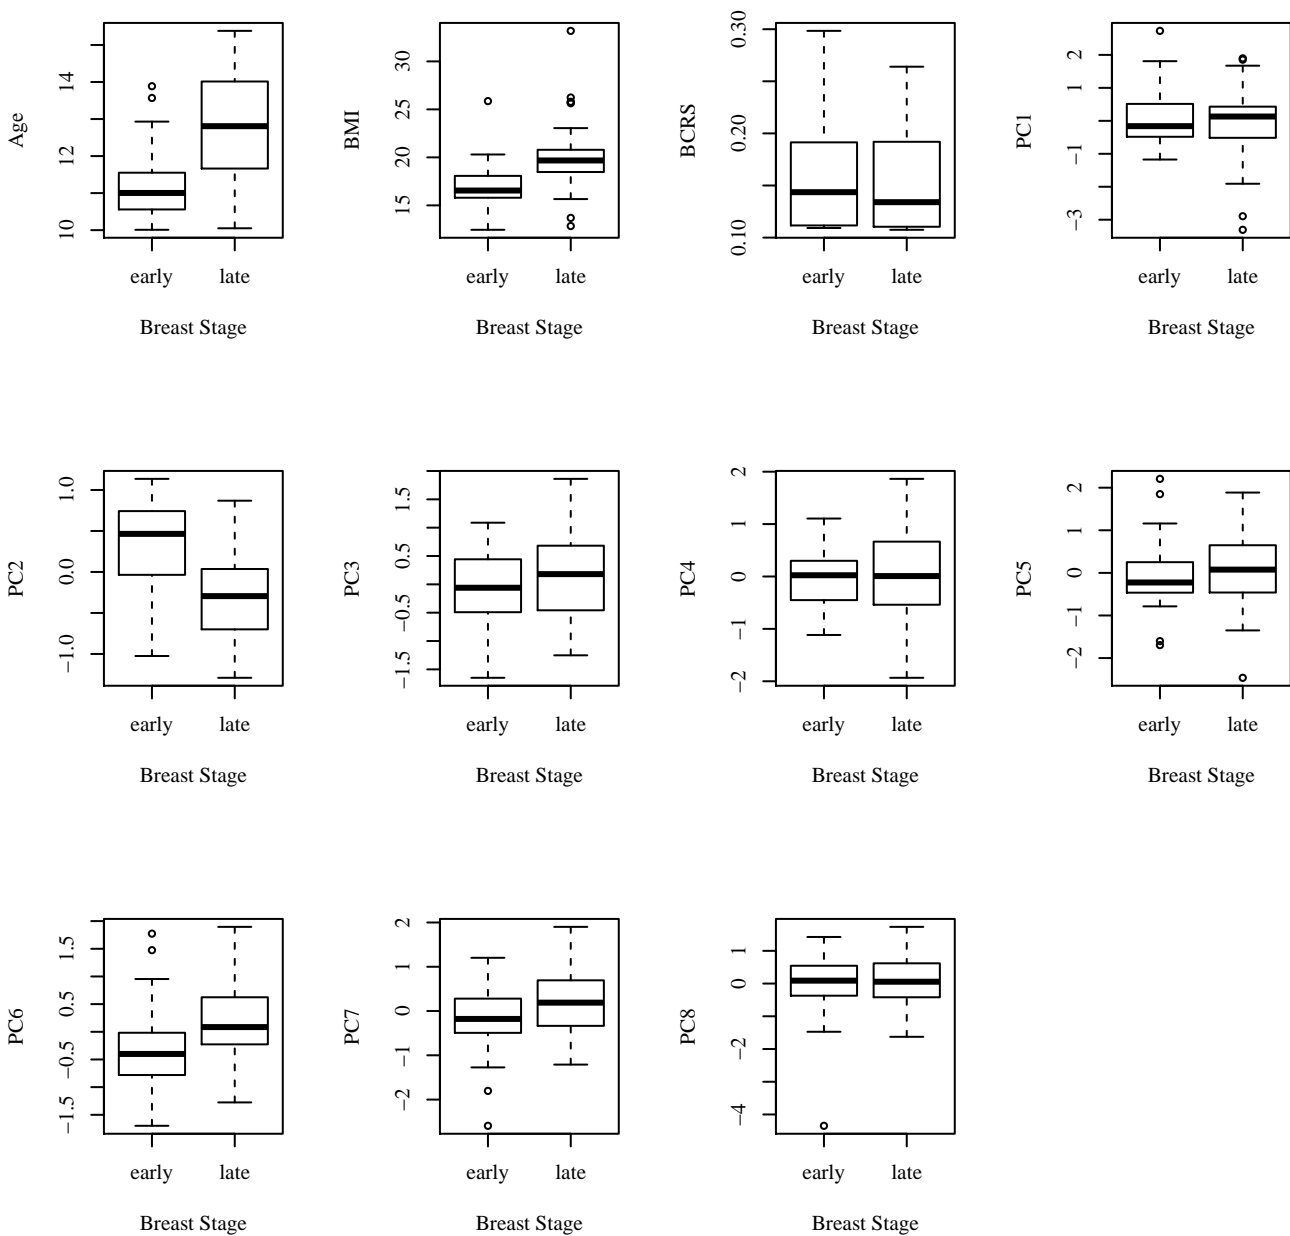 Age
10 12 14
early late
Breast Stage
BMI
15 20 25 30
early late
Breast Stage
BCRS
0.10 0.20 0.30
early late
Breast Stage
PC1
−3 −1 1 2
early late
Breast Stage
PC2
−1.0 0.0 1.0
early late
Breast Stage
PC3
−1.5 −0.5 0.5 1.5
early late
Breast Stage
PC4
−2 −1 0 1 2
early late
Breast Stage
PC5
−2 −1 0 1 2
early late
Breast Stage
PC6
−1.5 −0.5 0.5 1.5
early late
Breast Stage
PC7
−2 −1 0 1 2
early late
Breast Stage
PC8
−4 −2 0 1
early late
Breast Stage